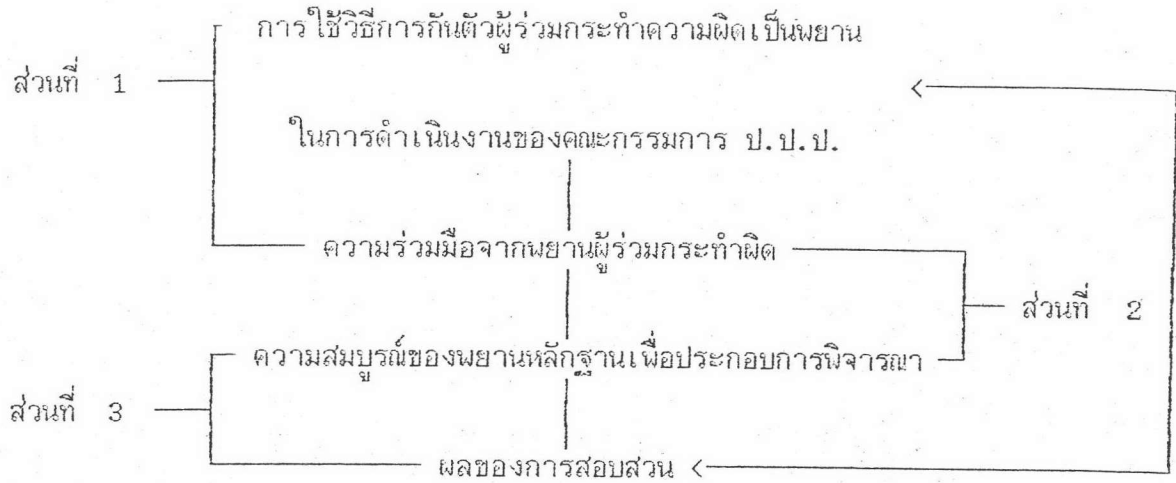 การใช้วิธีการกันตัวผู้ร่วมกระทำความผิดเป็นพยาน
ส่วนที่ 1
ในการดำเนินงานของคณะกรรมการ ป.ป.ป.
ความร่วมมือจากพยานผู้ร่วมกระทำผิด
ส่วนที่ 2
ความสมบูรณ์ของพยานหลักฐานเพื่อประกอบการพิจารณา
ส่วนที่ 3
ผลของการสอบสวน